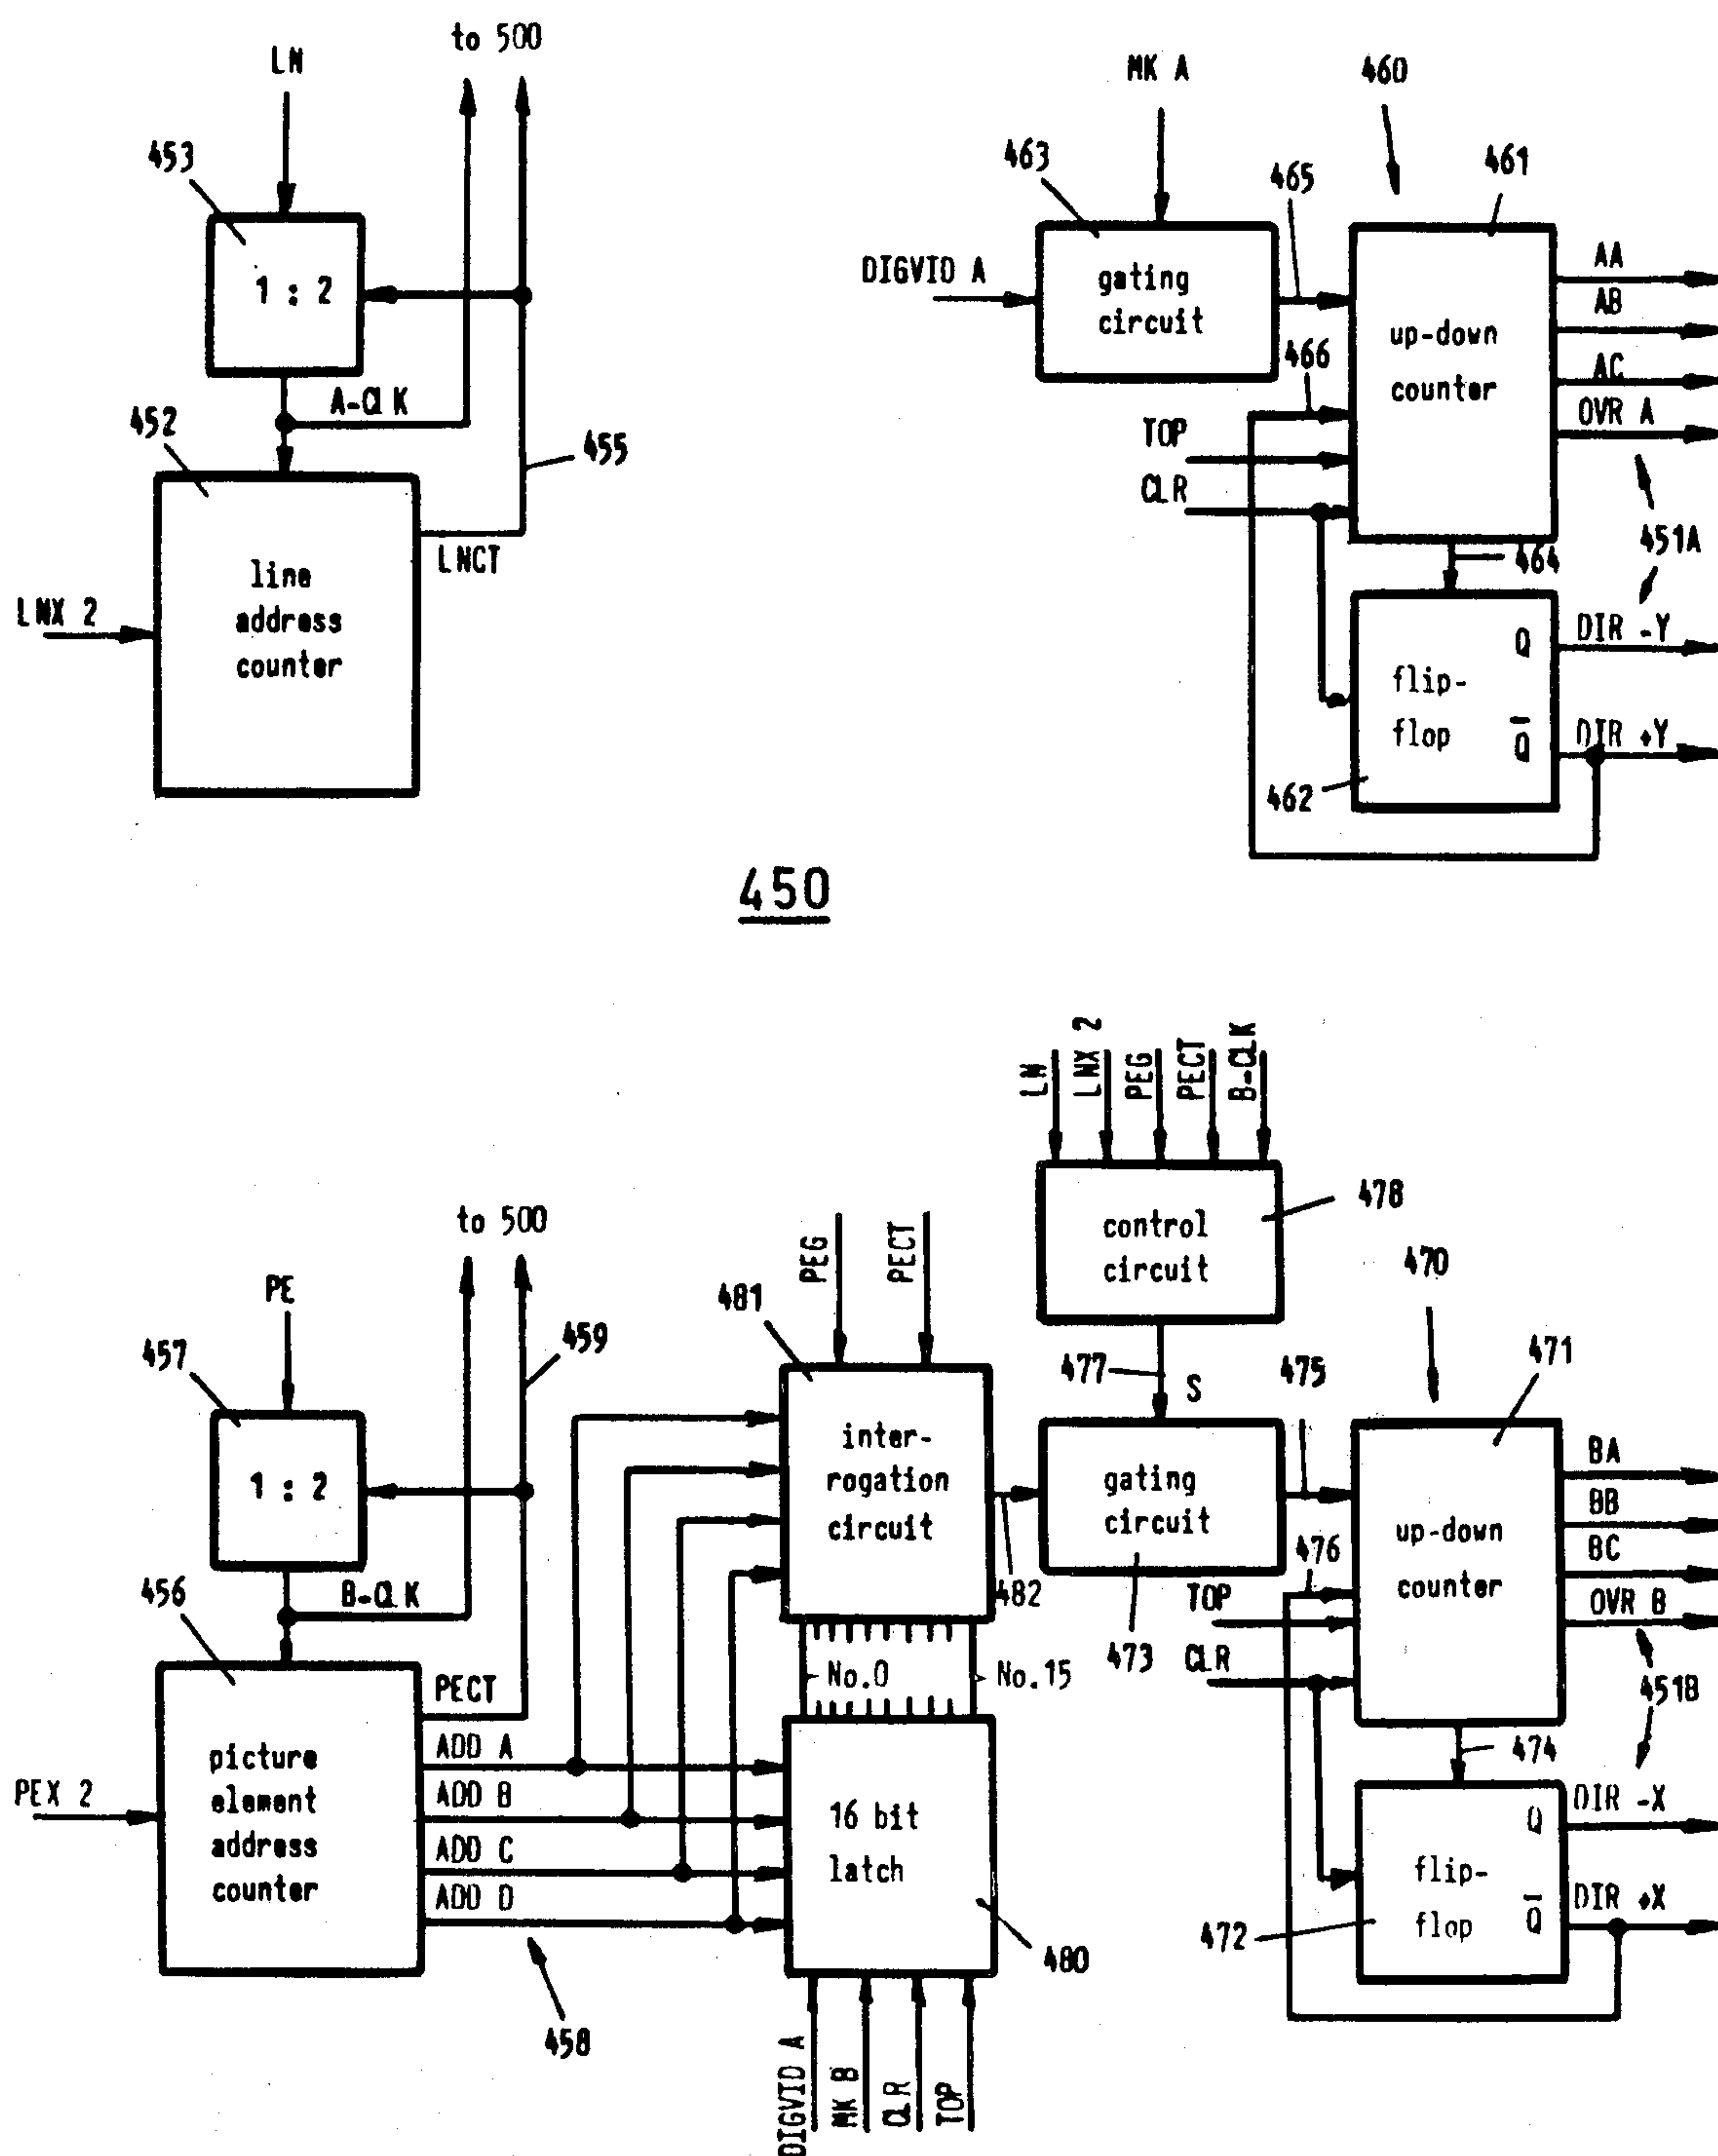 LN
to 500
453
1 : 2
A-CLK
452
455
LNCT
line
address
counter
LNX 2
MK A
460
463
465
461
DIGVID A
gating
circuit
466
up-down
counter
AA
AB
AC
OVR A
TOP
CLR
451A
464
Q
DIR -Y
flip-
flop
Q̅
DIR +Y
462
450
LN
LNX 2
PEG
PECT
B-CLK
control
circuit
478
to 500
PE
457
459
1 : 2
B-CLK
456
PECT
ADD A
ADD B
ADD C
ADD D
picture
element
address
counter
PEX 2
458
PEG
PECT
481
inter-
rogation
circuit
482
No.0
No.15
16 bit
latch
480
DIGVID A
MK B
CLR
TOP
477
S
475
470
471
gating
circuit
473
476
up-down
counter
BA
BB
BC
OVR B
TOP
CLR
451B
474
Q
DIR -X
flip-
flop
Q̅
DIR +X
472